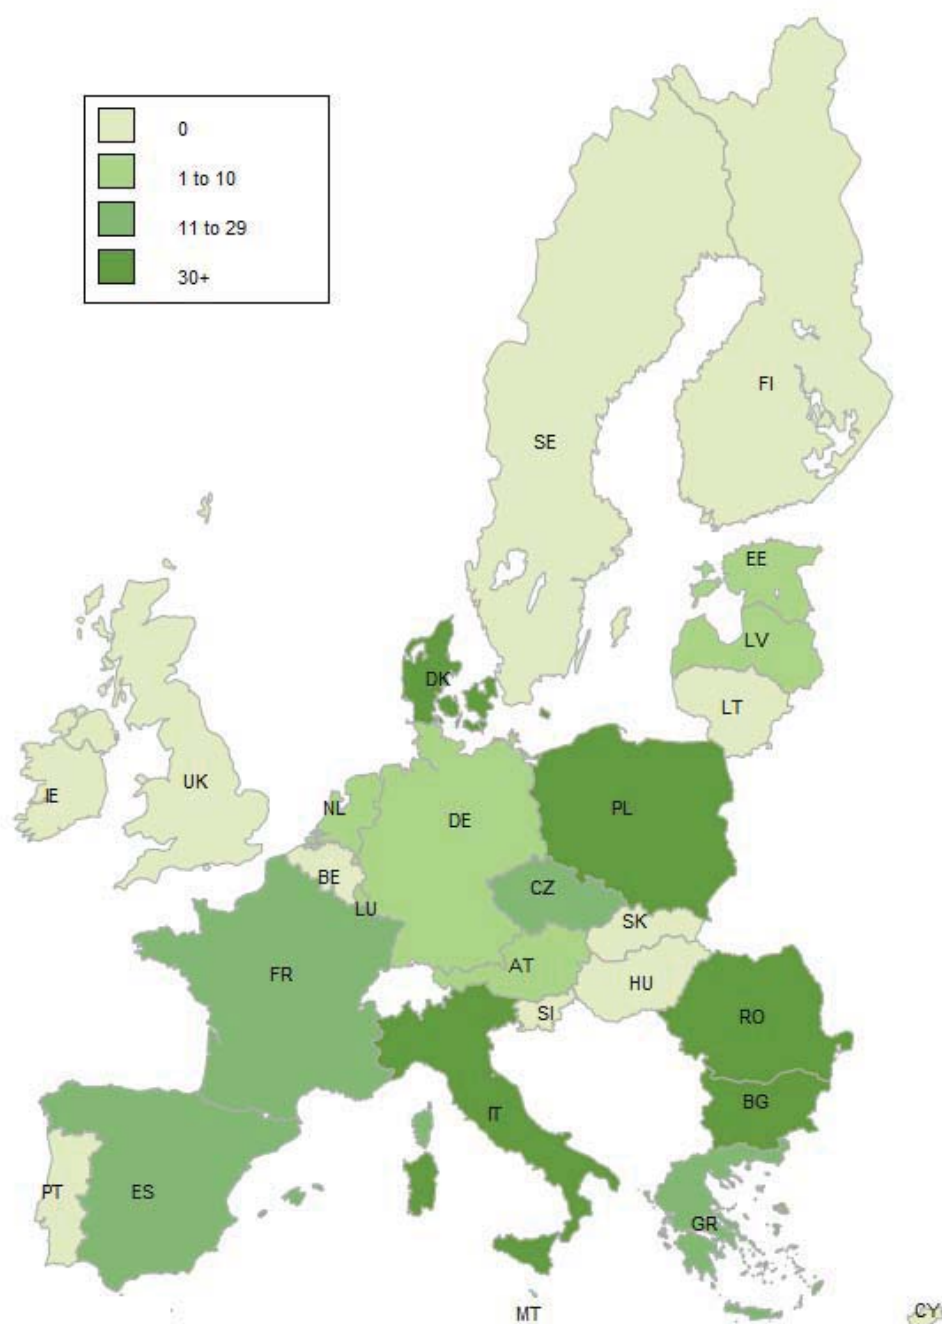 0
1 to 10
11 to 29
30+
FI
SE
EE
LV
DK
LT
UK
IE
NL
PL
DE
BE
CZ
LU
SK
AT
FR
HU
SI
RO
BG
IT
PT
ES
GR
MT
CY